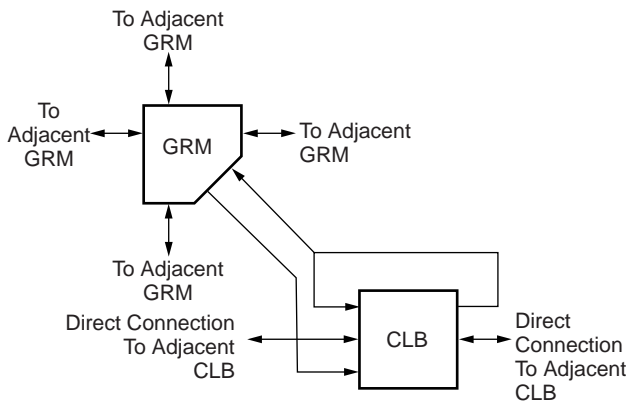 To Adjacent
GRM
To
Adjacent
GRM
GRM
To Adjacent
GRM
To Adjacent
GRM
Direct Connection
To Adjacent
CLB
CLB
Direct
Connection
To Adjacent
CLB